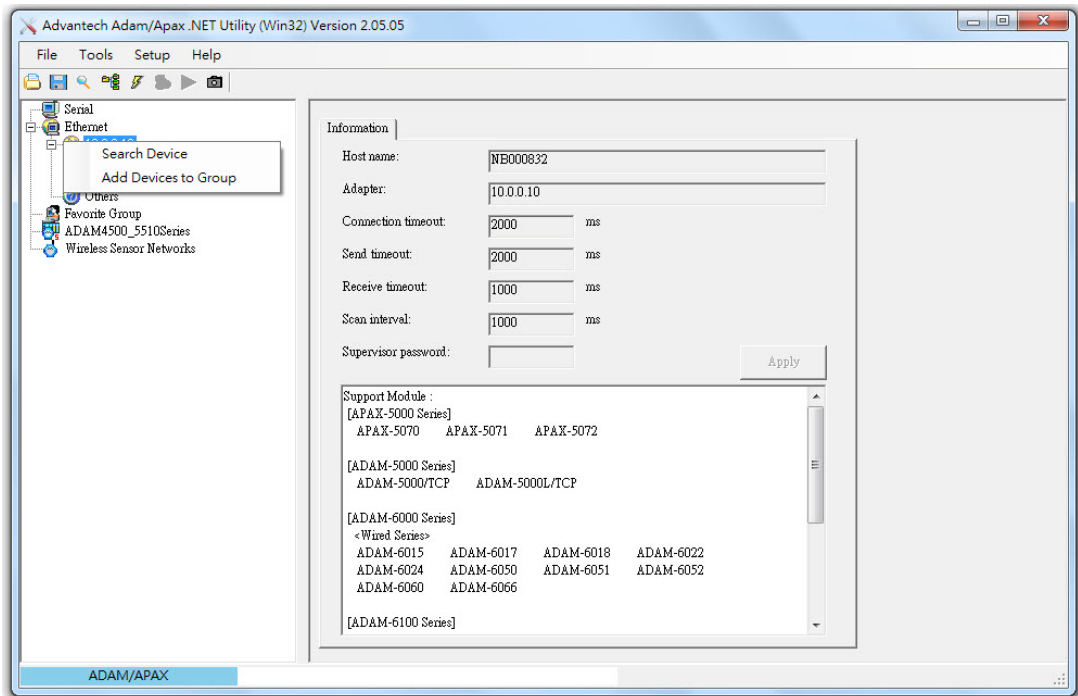 Advantech Adam/Apax .NET Utility (Win32) Version 2.05.05
File Tools Setup Help
Serial
Ethernet
10.0.0.10
Search Device
Add Devices to Group
Others
Favorite Group
ADAM4500_5510Series
Wireless Sensor Networks
Information
Host name: NB000832
Adapter: 10.0.0.10
Connection timeout: 2000 ms
Send timeout: 2000 ms
Receive timeout: 1000 ms
Scan interval: 1000 ms
Supervisor password:
Apply
Support Module :
[APAX-5000 Series]
APAX-5070 APAX-5071 APAX-5072
[ADAM-5000 Series]
ADAM-5000/TCP ADAM-5000L/TCP
[ADAM-6000 Series]
<Wired Series>
ADAM-6015 ADAM-6017 ADAM-6018 ADAM-6022
ADAM-6024 ADAM-6050 ADAM-6051 ADAM-6052
ADAM-6060 ADAM-6066
[ADAM-6100 Series]
ADAM/APAX